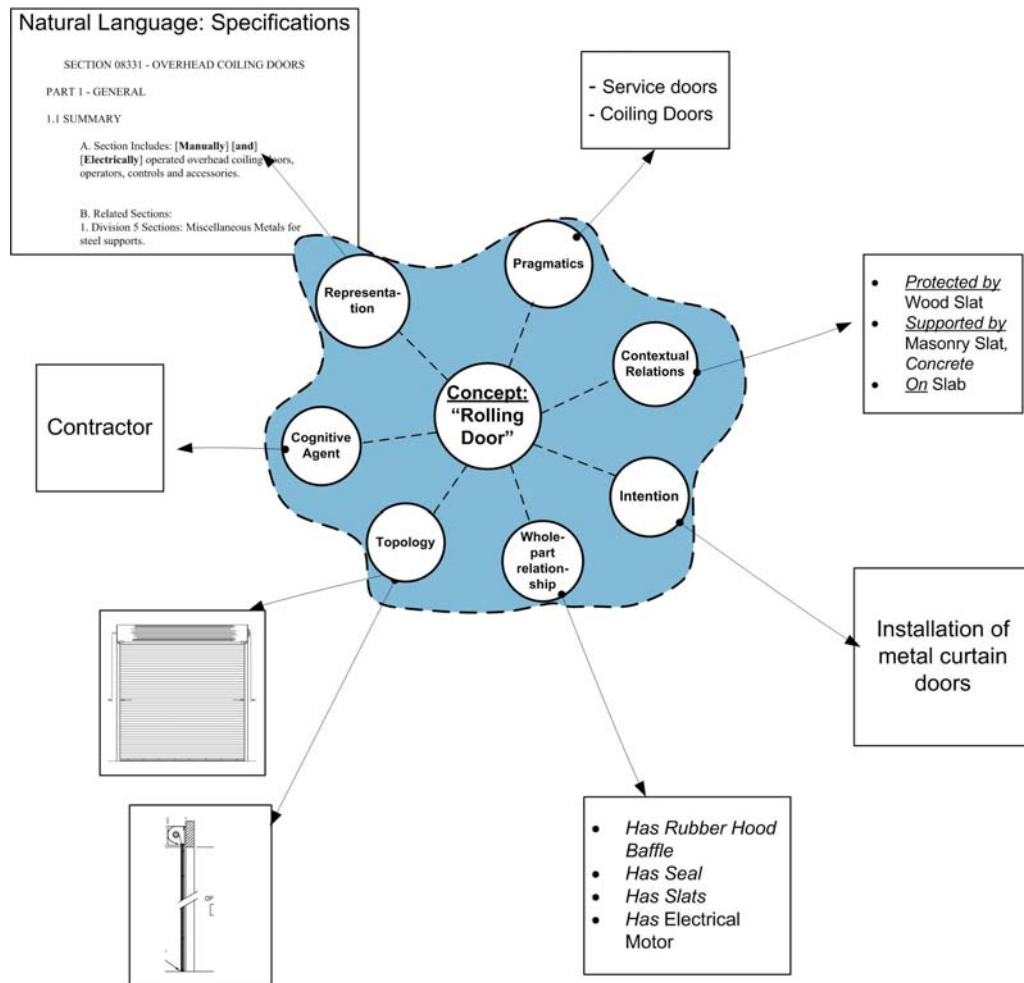 Natural Language: Specifications
SECTION 08331 - OVERHEAD COILING DOORS
PART 1 - GENERAL
1.1 SUMMARY
A. Section Includes: [Manually] [and]
[Electrically] operated overhead coiling doors,
operators, controls and accessories.
B. Related Sections:
1. Division 5 Sections: Miscellaneous Metals for
steel supports.
- Service doors
- Coiling Doors
Pragmatics
Representa-
tion
• Protected by
Wood Slat
• Supported by
Masonry Slat,
Concrete
• On Slab
Contextual
Relations
Concept:
"Rolling
Door"
Contractor
Cognitive
Agent
Intention
Topology
Whole-
part
relation-
ship
Installation of
metal curtain
doors
• Has Rubber Hood
Baffle
• Has Seal
• Has Slats
• Has Electrical
Motor
OP